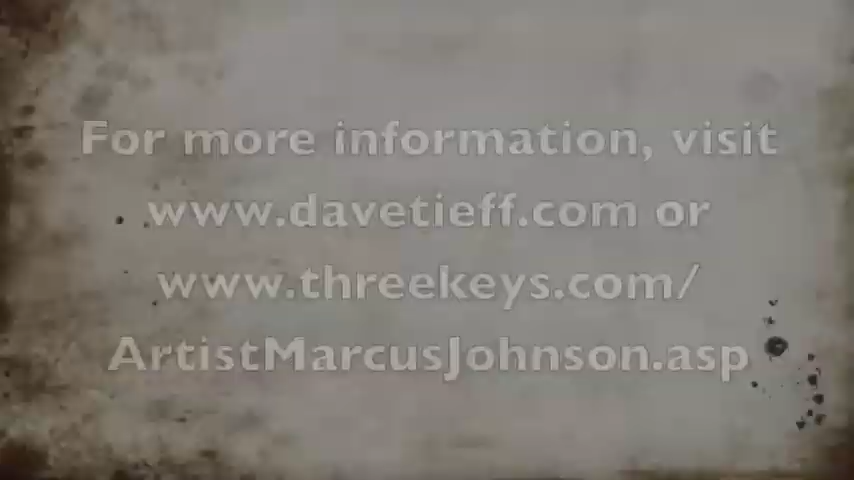 For more information, visit
www.davetieff.com or
www.threekeys.com/
ArtistMarcusJohnson.asp